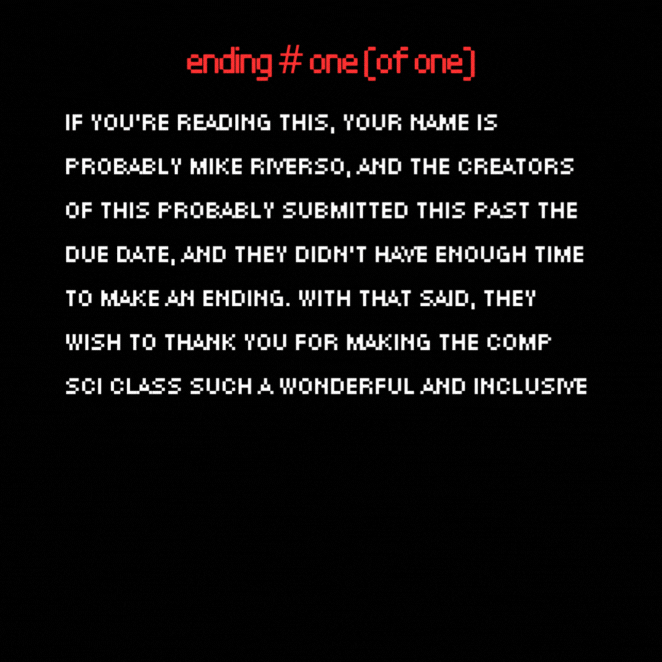 ending # one (of one)
IF YOU'RE READING THIS, YOUR NAME IS
PROBABLY MIKE RIVERSO, AND THE CREATORS
OF THIS PROBABLY SUBMITTED THIS PAST THE
DUE DATE, AND THEY DIDN'T HAVE ENOUGH TIME
TO MAKE AN ENDING. WITH THAT SAID, THEY
WISH TO THANK YOU FOR MAKING THE COMP
SCI CLASS SUCH A WONDERFUL AND INCLUSIVE